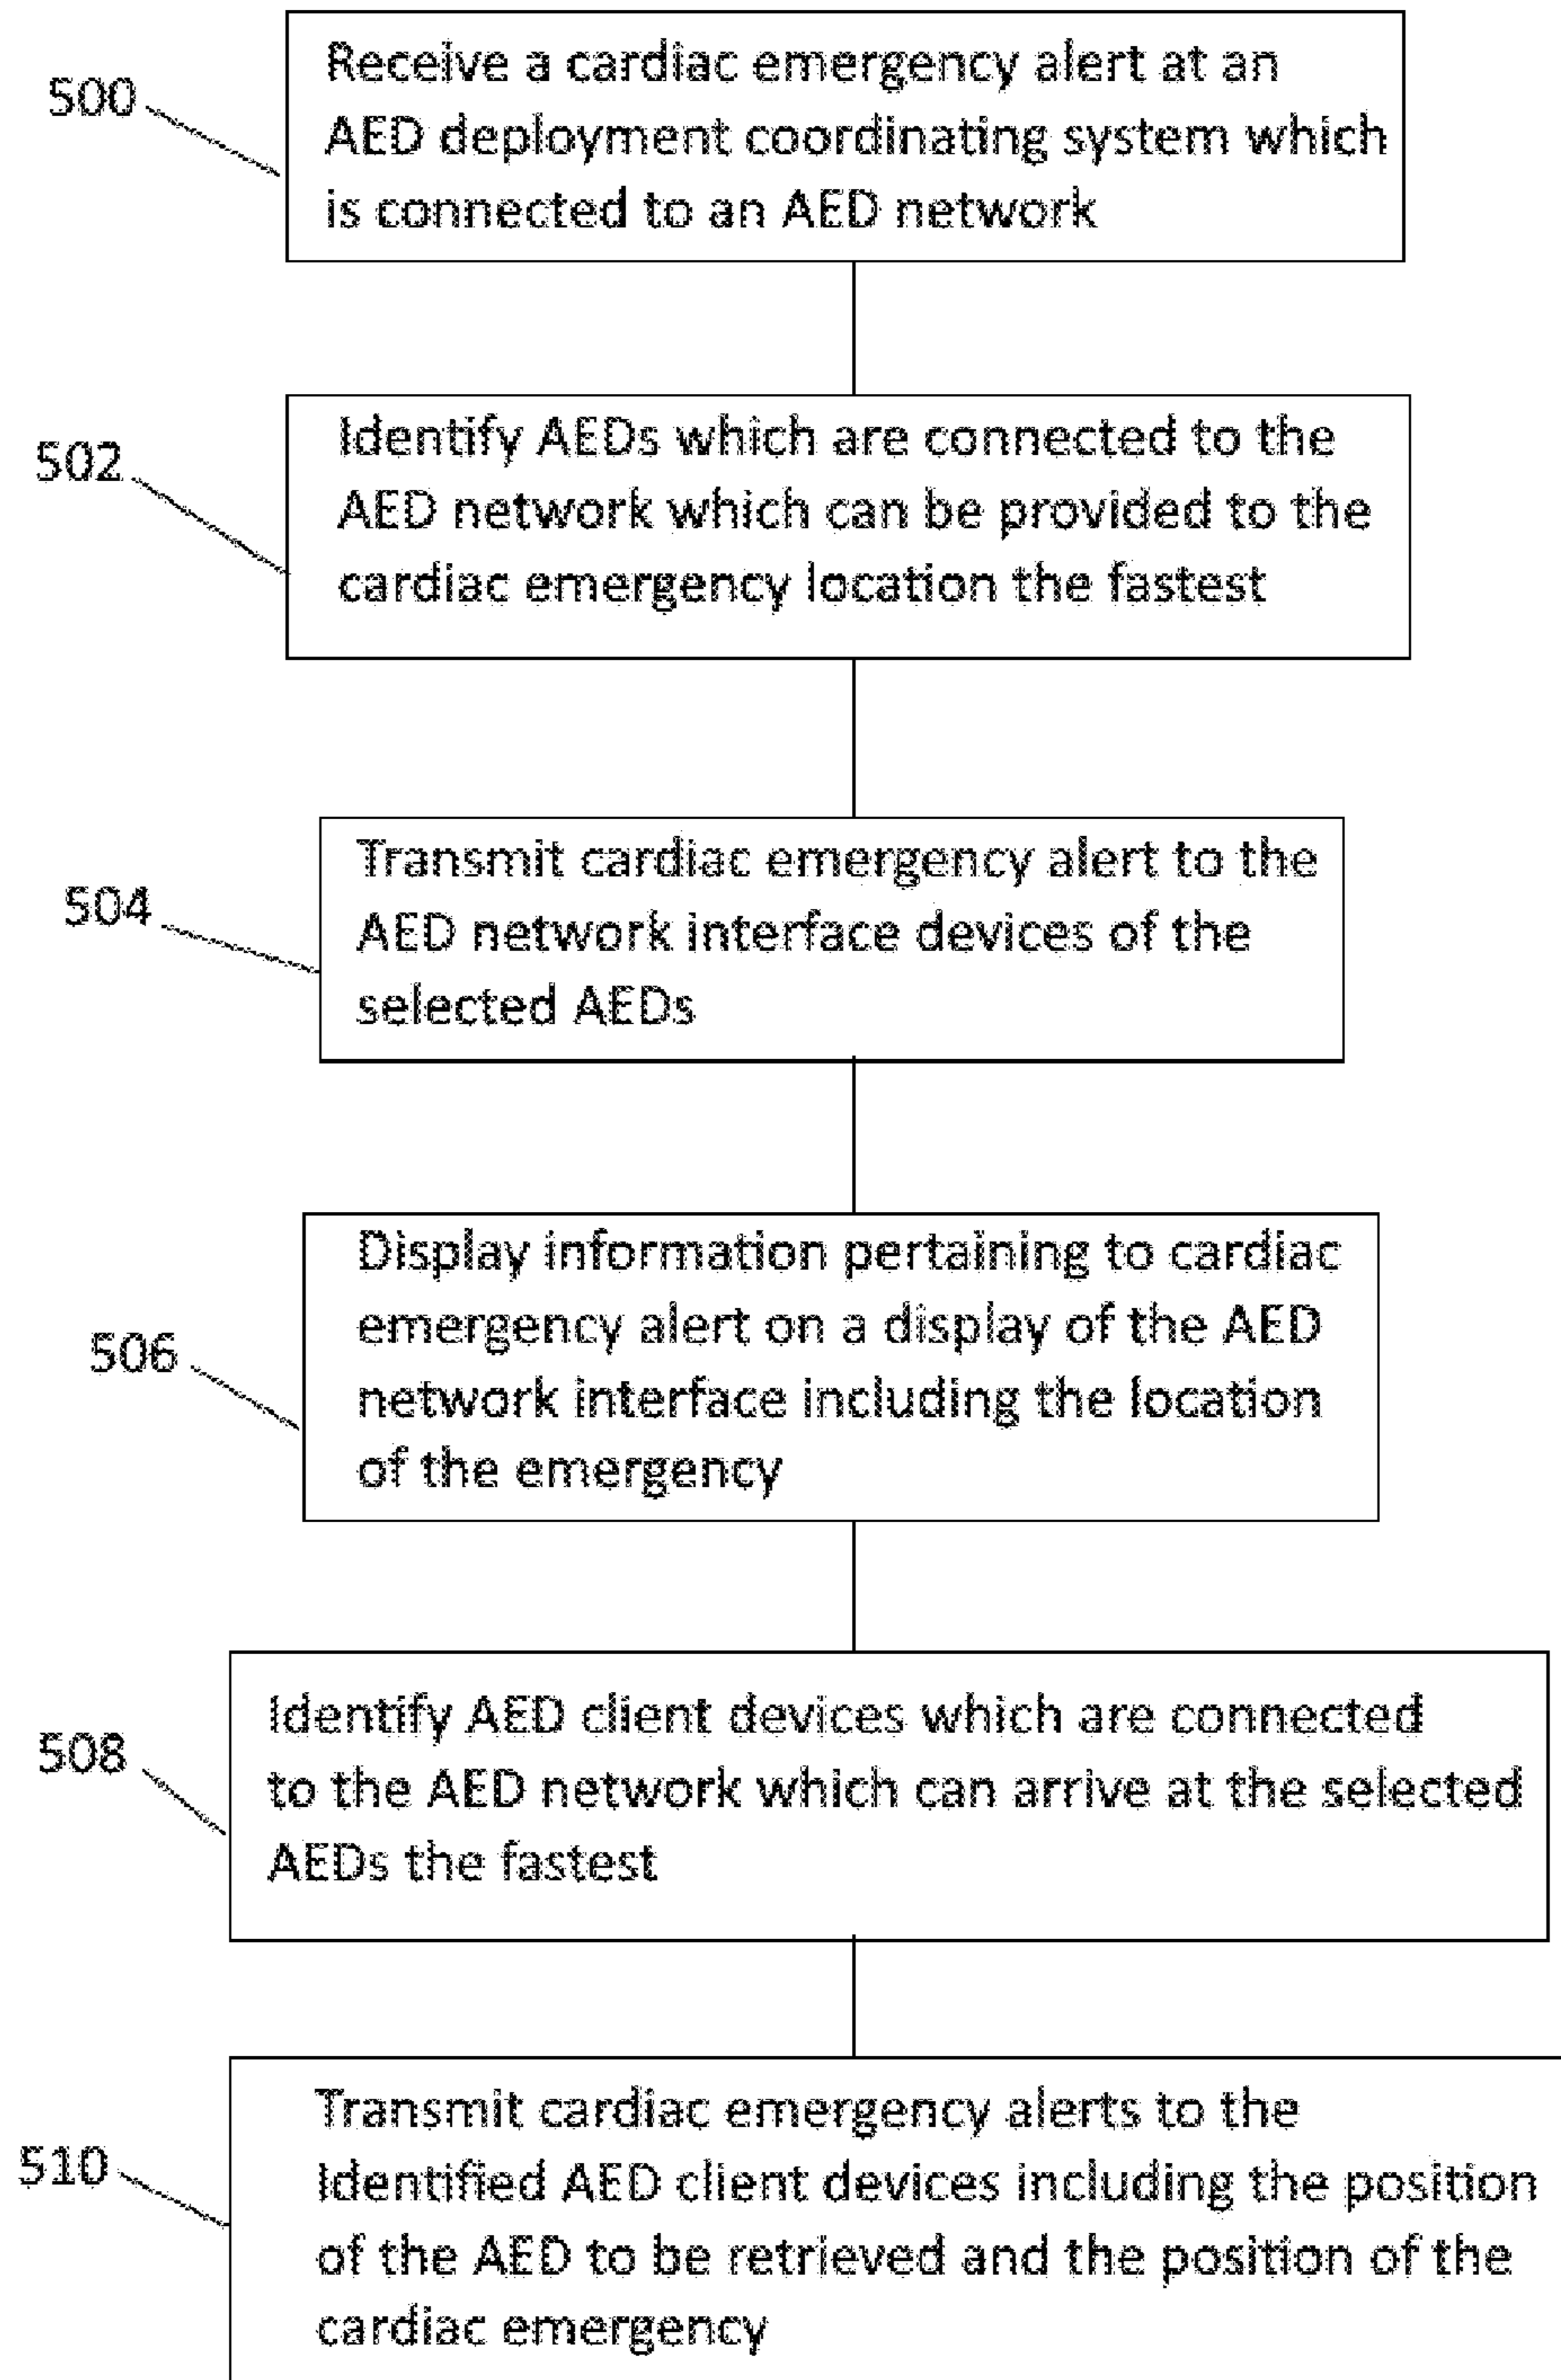 500
Receive a cardiac emergency alert at an
AED deployment coordinating system which
is connected to an AED network
502
Identify AEDs which are connected to the
AED network which can be provided to the
cardiac emergency location the fastest
504
Transmit cardiac emergency alert to the
AED network interface devices of the
selected AEDs
506
Display information pertaining to cardiac
emergency alert on a display of the AED
network interface including the location
of the emergency
508
Identify AED client devices which are connected
to the AED network which can arrive at the selected
AEDs the fastest
510
Transmit cardiac emergency alerts to the
Identified AED client devices including the position
of the AED to be retrieved and the position of the
cardiac emergency